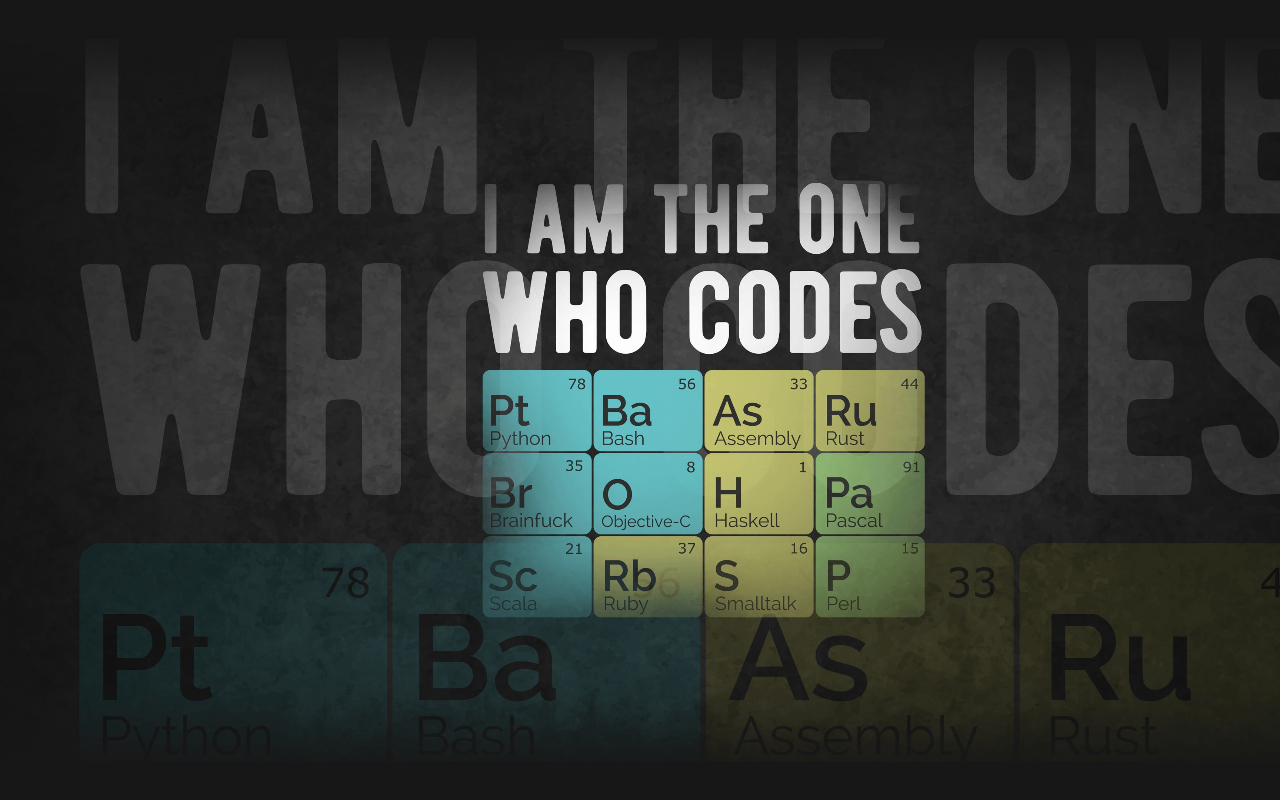 I AM THE ONE
WHO CODES
I AM THE ONE
WHO CODES
78 56 33 44
Pt Ba As Ru
Python Bash Assembly Rust
35 8 1 91
Br O H Pa
Brainfuck Objective-C Haskell Pascal
21 37 16 15
Sc Rb S P
Scala Ruby Smalltalk Perl
78 6 33 4
Pt Ba As Ru
Python Bash Assembly Rust